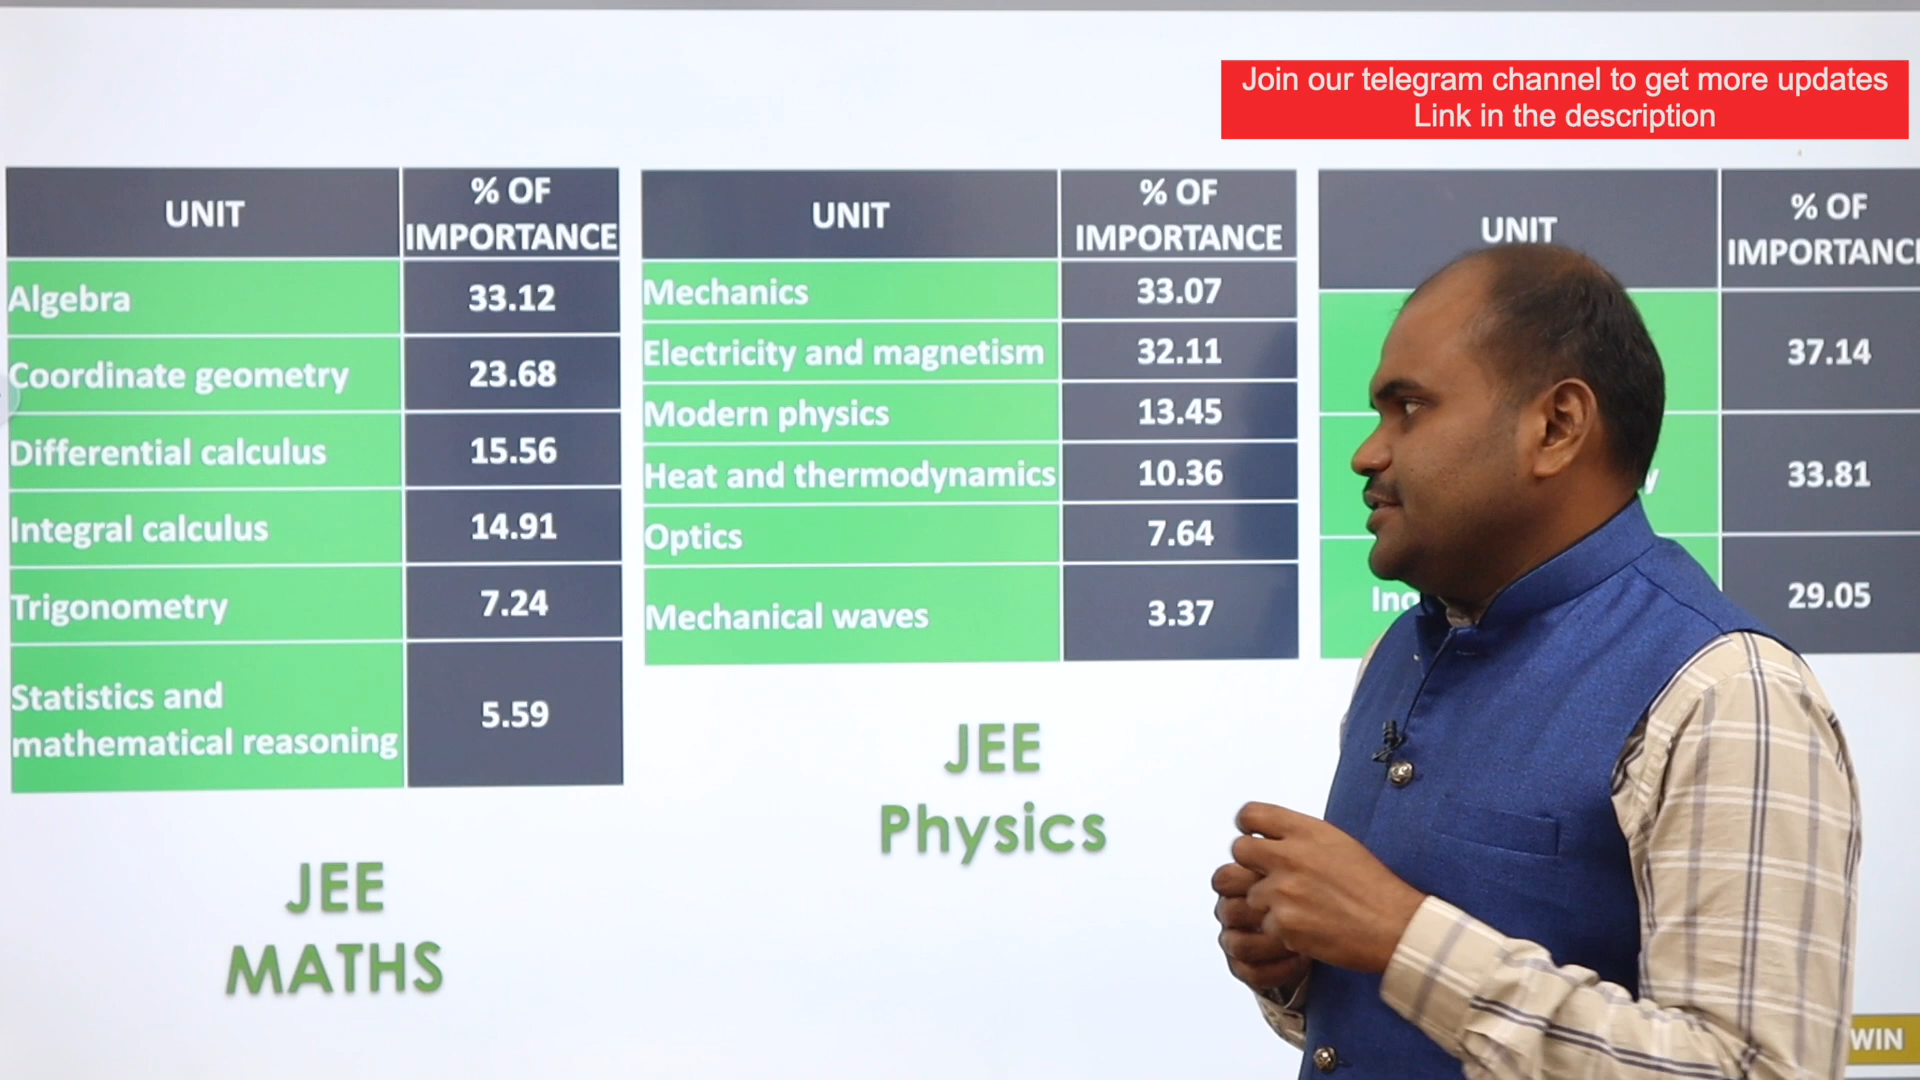 Join our telegram channel to get more updates
Link in the description
UNIT
% OF
IMPORTANCE
Algebra
33.12
Coordinate geometry
23.68
Differential calculus
15.56
Integral calculus
14.91
Trigonometry
7.24
Statistics and
mathematical reasoning
5.59
JEE
MATHS
UNIT
% OF
IMPORTANCE
Mechanics
33.07
Electricity and magnetism
32.11
Modern physics
13.45
Heat and thermodynamics
10.36
Optics
7.64
Mechanical waves
3.37
JEE
Physics
UNIT
% OF
IMPORTANC
37.14
33.81
29.05
WIN